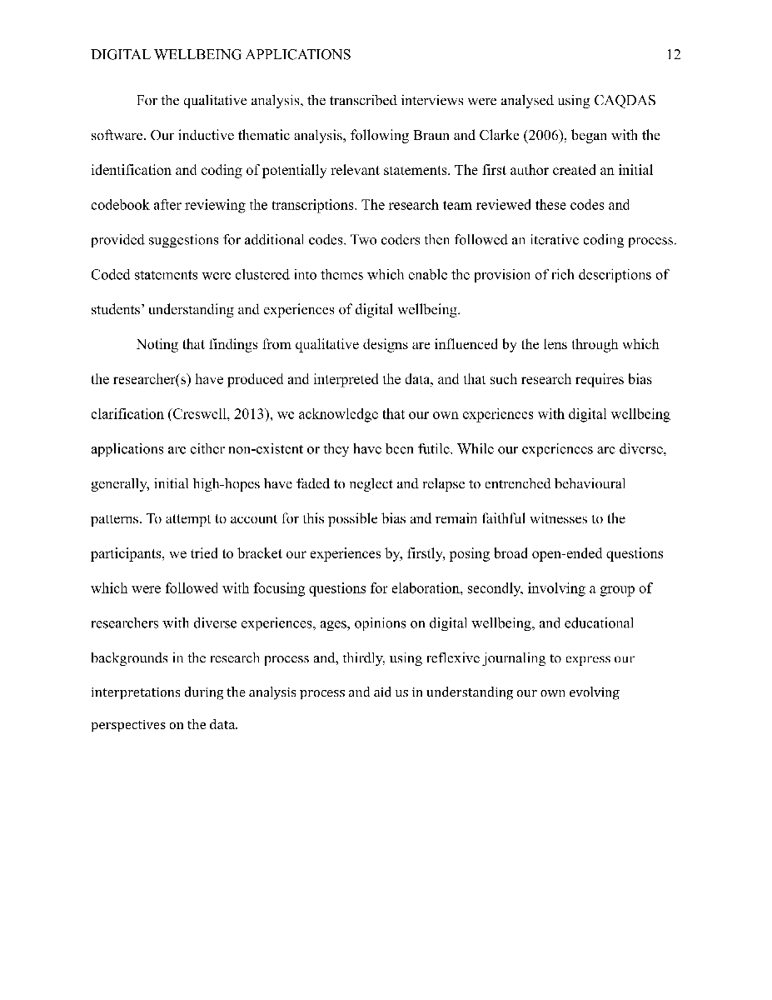 DIGITAL WELLBEING APPLICATIONS 12
For the qualitative analysis, the transcribed interviews were analysed using CAQDAS
software. Our inductive thematic analysis, following Braun and Clarke (2006), began with the
identification and coding of potentially relevant statements. The first author created an initial
codebook after reviewing the transcriptions. The research team reviewed these codes and
provided suggestions for additional codes. Two coders then followed an iterative coding process.
Coded statements were clustered into themes which enable the provision of rich descriptions of
students’ understanding and experiences of digital wellbeing.
Noting that findings from qualitative designs are influenced by the lens through which
the researcher(s) have produced and interpreted the data, and that such research requires bias
clarification (Creswell, 2013), we acknowledge that our own experiences with digital wellbeing
applications are either non-existent or they have been futile. While our experiences are diverse,
generally, initial high-hopes have faded to neglect and relapse to entrenched behavioural
patterns. To attempt to account for this possible bias and remain faithful witnesses to the
participants, we tried to bracket our experiences by, firstly, posing broad open-ended questions
which were followed with focusing questions for elaboration, secondly, involving a group of
researchers with diverse experiences, ages, opinions on digital wellbeing, and educational
backgrounds in the research process and, thirdly, using reflexive journaling to express our
interpretations during the analysis process and aid us in understanding our own evolving
perspectives on the data.